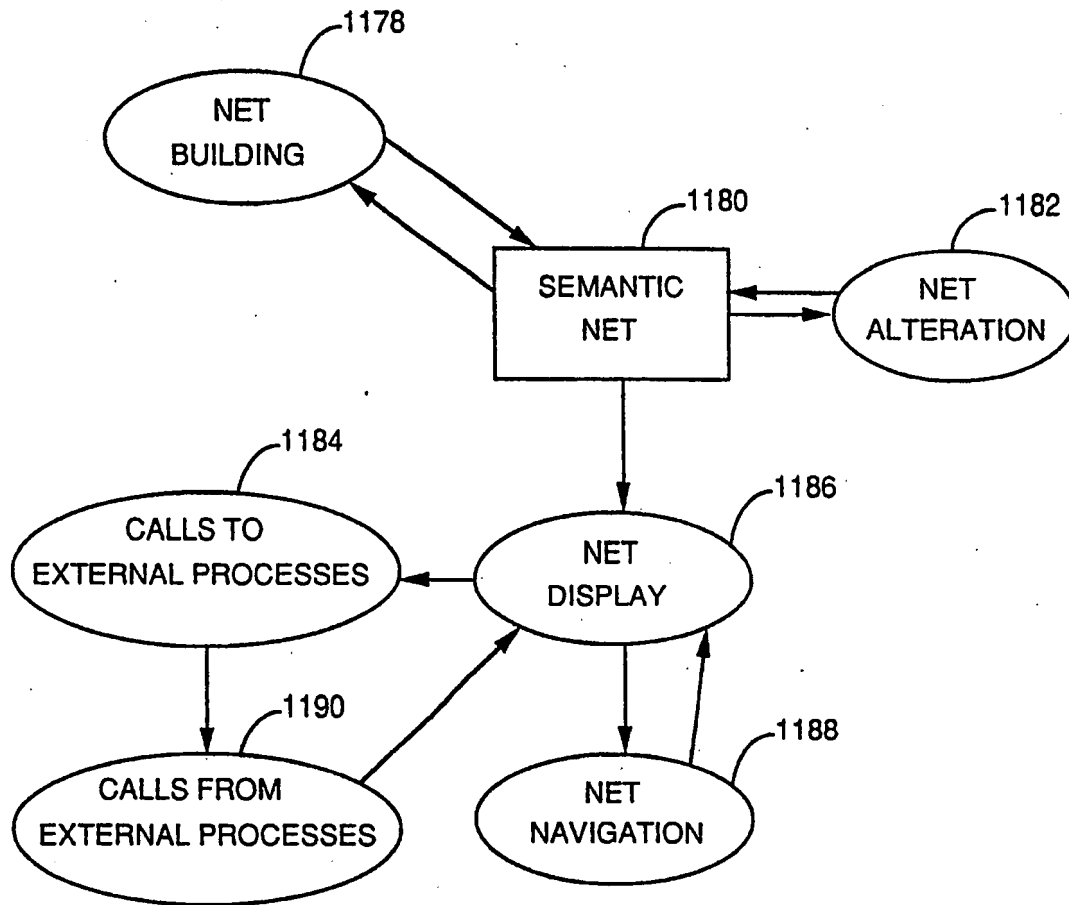 1178
NET
BUILDING
1180
SEMANTIC
NET
1182
NET
ALTERATION
1184
CALLS TO
EXTERNAL PROCESSES
1186
NET
DISPLAY
1190
CALLS FROM
EXTERNAL PROCESSES
1188
NET
NAVIGATION